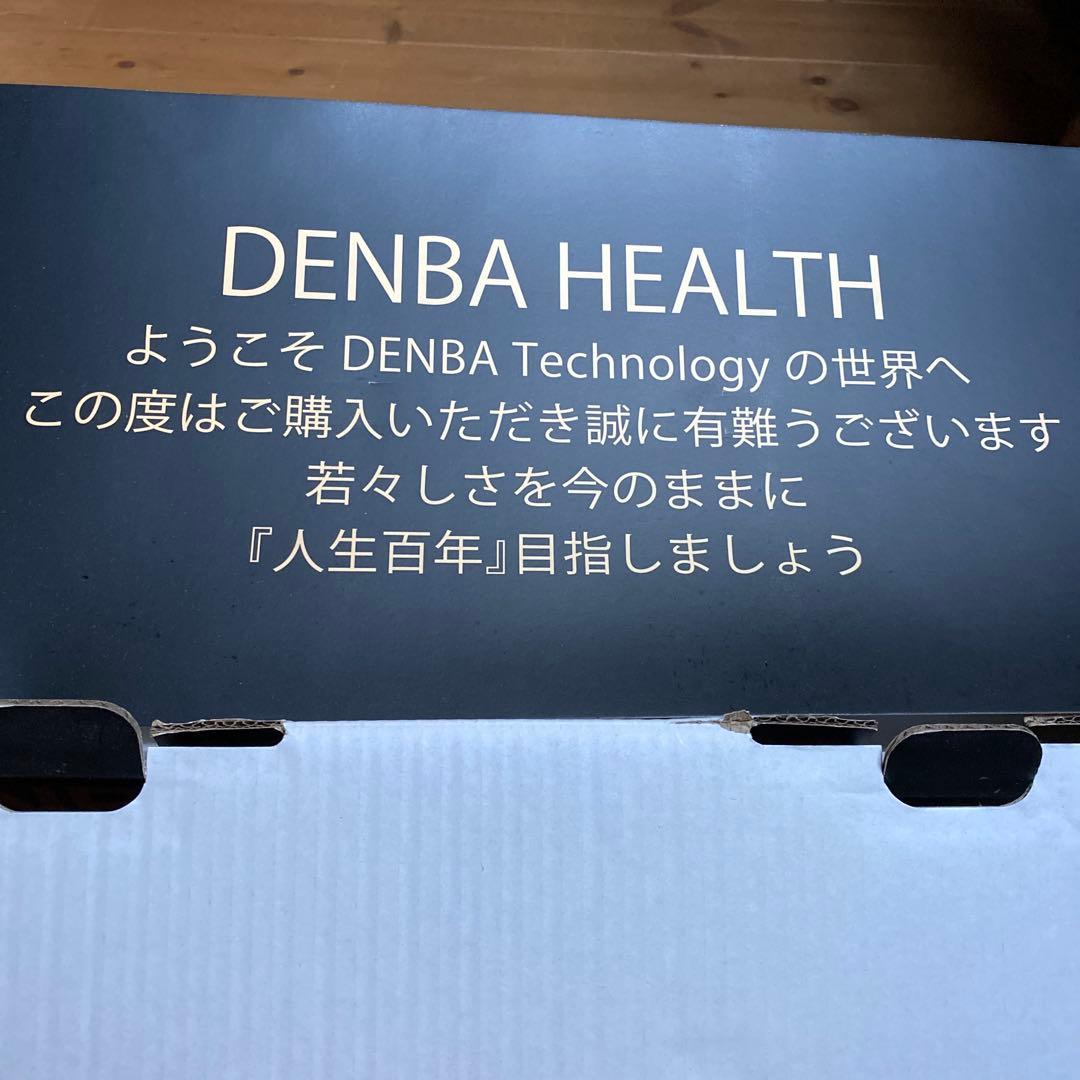 DENBA HEALTH
ようこそ DENBA Technology の世界へ
この度はご購入いただき誠に有難うございます
若々しさを今のままに
『人生百年』目指しましょう